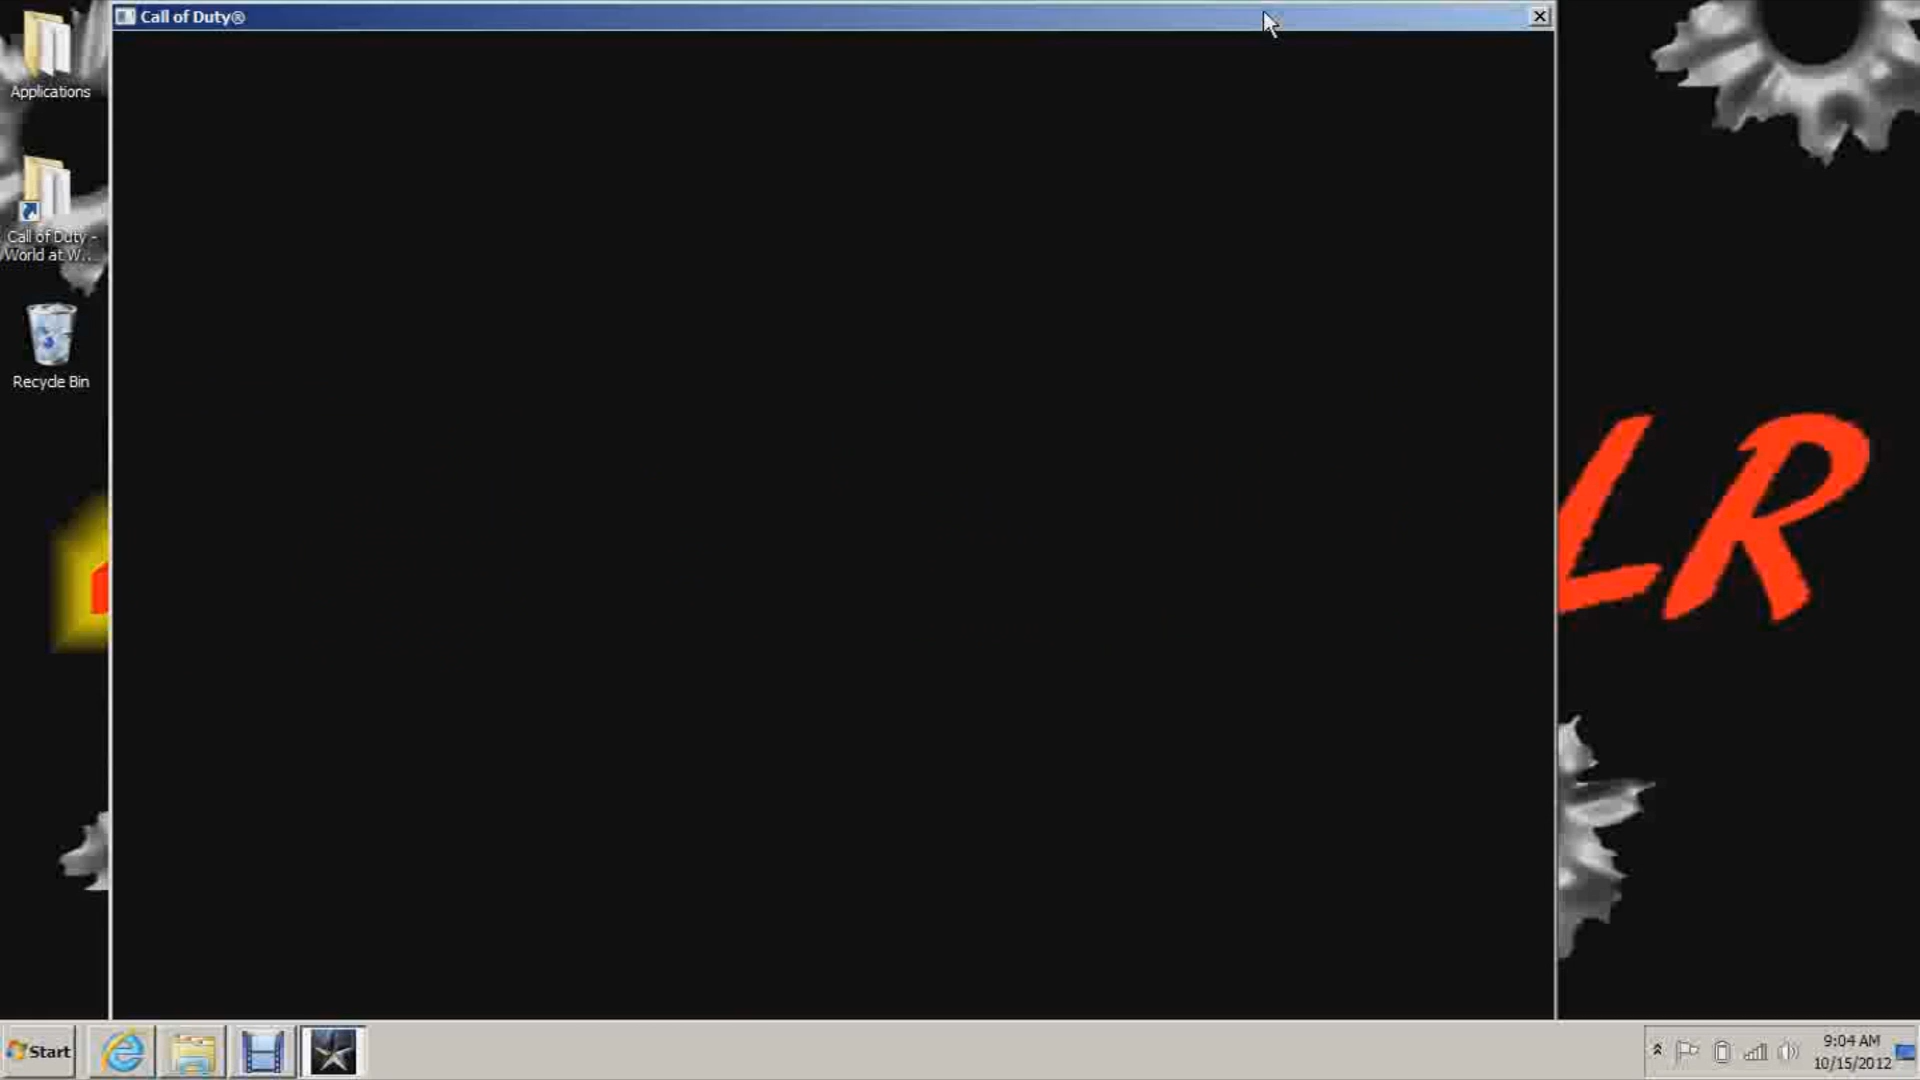 Call of Duty®
Applications
Call of Duty -
World at W...
Recycle Bin
LR
Start
9:04 AM
10/15/2012